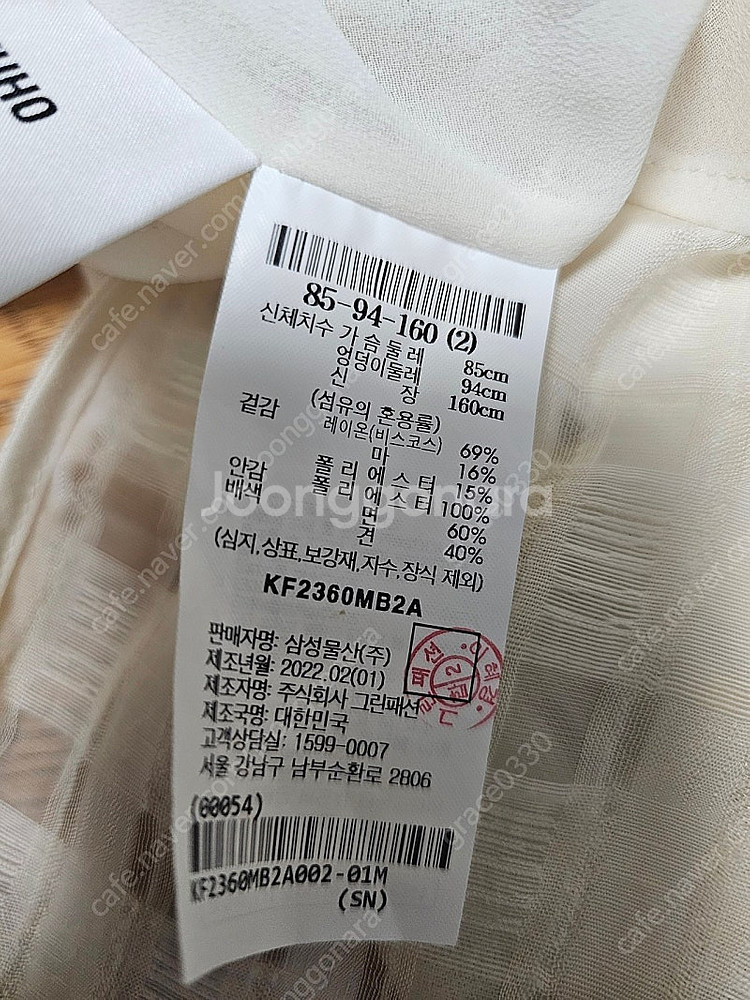 85-94-160 (2)
신체치수 가슴둘레 85cm
엉덩이둘레 94cm
신 장 160cm
(섬유의 혼용률)
겉감 레이온(비스코스) 69%
마 16%
폴리에스터 15%
안감 폴리에스터 100%
배색 면 60%
견 40%
(심지,상표,보강재,자수,장식 제외)
KF2360MB2A
판매자명: 삼성물산(주)
제조년월: 2022.02(01)
제조자명: 주식회사 그린패션
제조국명: 대한민국
고객상담실: 1599-0007
서울 강남구 남부순환로 2806
(00054)
KF2360MB2A002-01M
(SN)
Joonggonara
cafe.naver.com/joonggonara